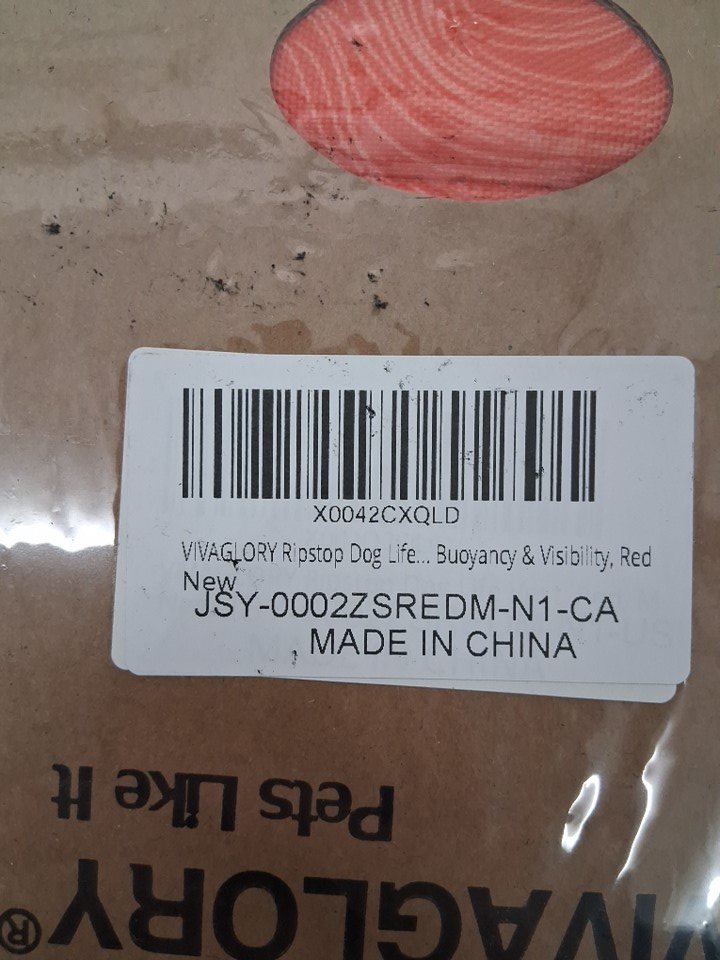 X0042CXQLD
VIVAGLORY Ripstop Dog Life... Buoyancy & Visibility, Red
New
JSY-0002ZSREDM-N1-CA
MADE IN CHINA
VIVAGLORY®
Pets Like It